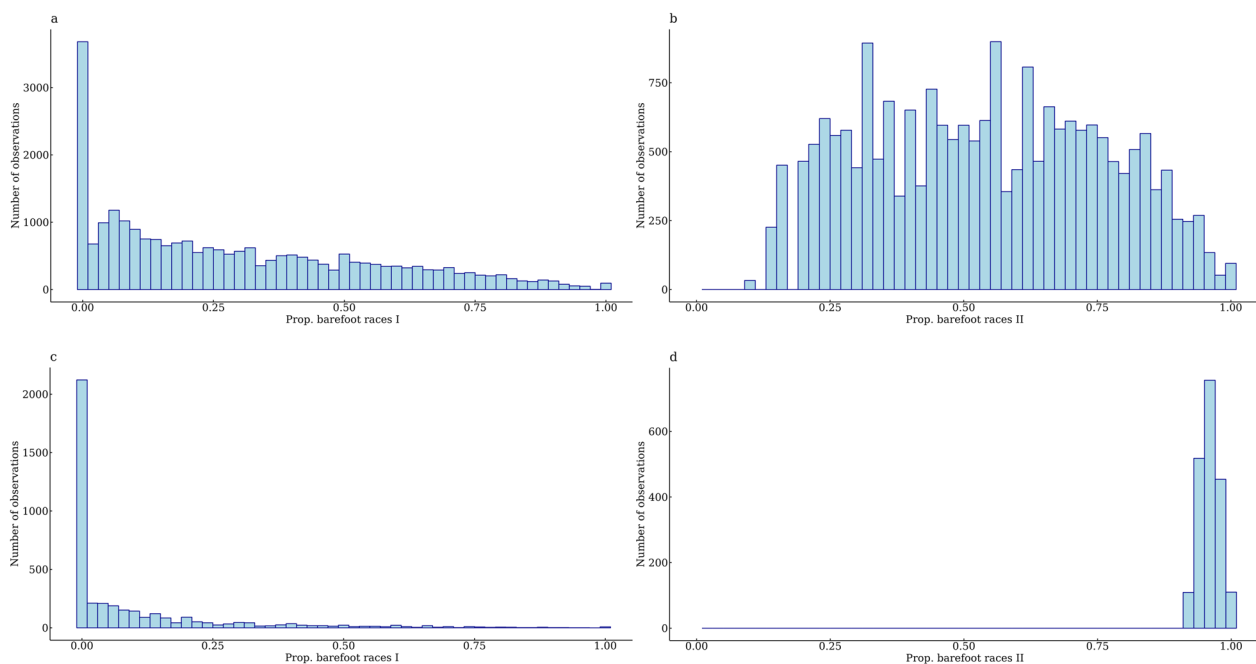 a
Number of observations
3000
2000
1000
0
0.00 0.25 0.50 0.75 1.00
Prop. barefoot races I
b
Number of observations
750
500
250
0
0.00 0.25 0.50 0.75 1.00
Prop. barefoot races II
c
Number of observations
2000
1500
1000
500
0
0.00 0.25 0.50 0.75 1.00
Prop. barefoot races I
d
Number of observations
600
400
200
0
0.00 0.25 0.50 0.75 1.00
Prop. barefoot races II